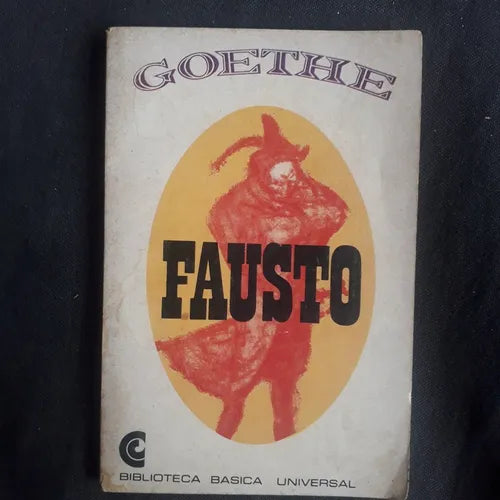 GOETHE
FAUSTO
BIBLIOTECA BASICA UNIVERSAL